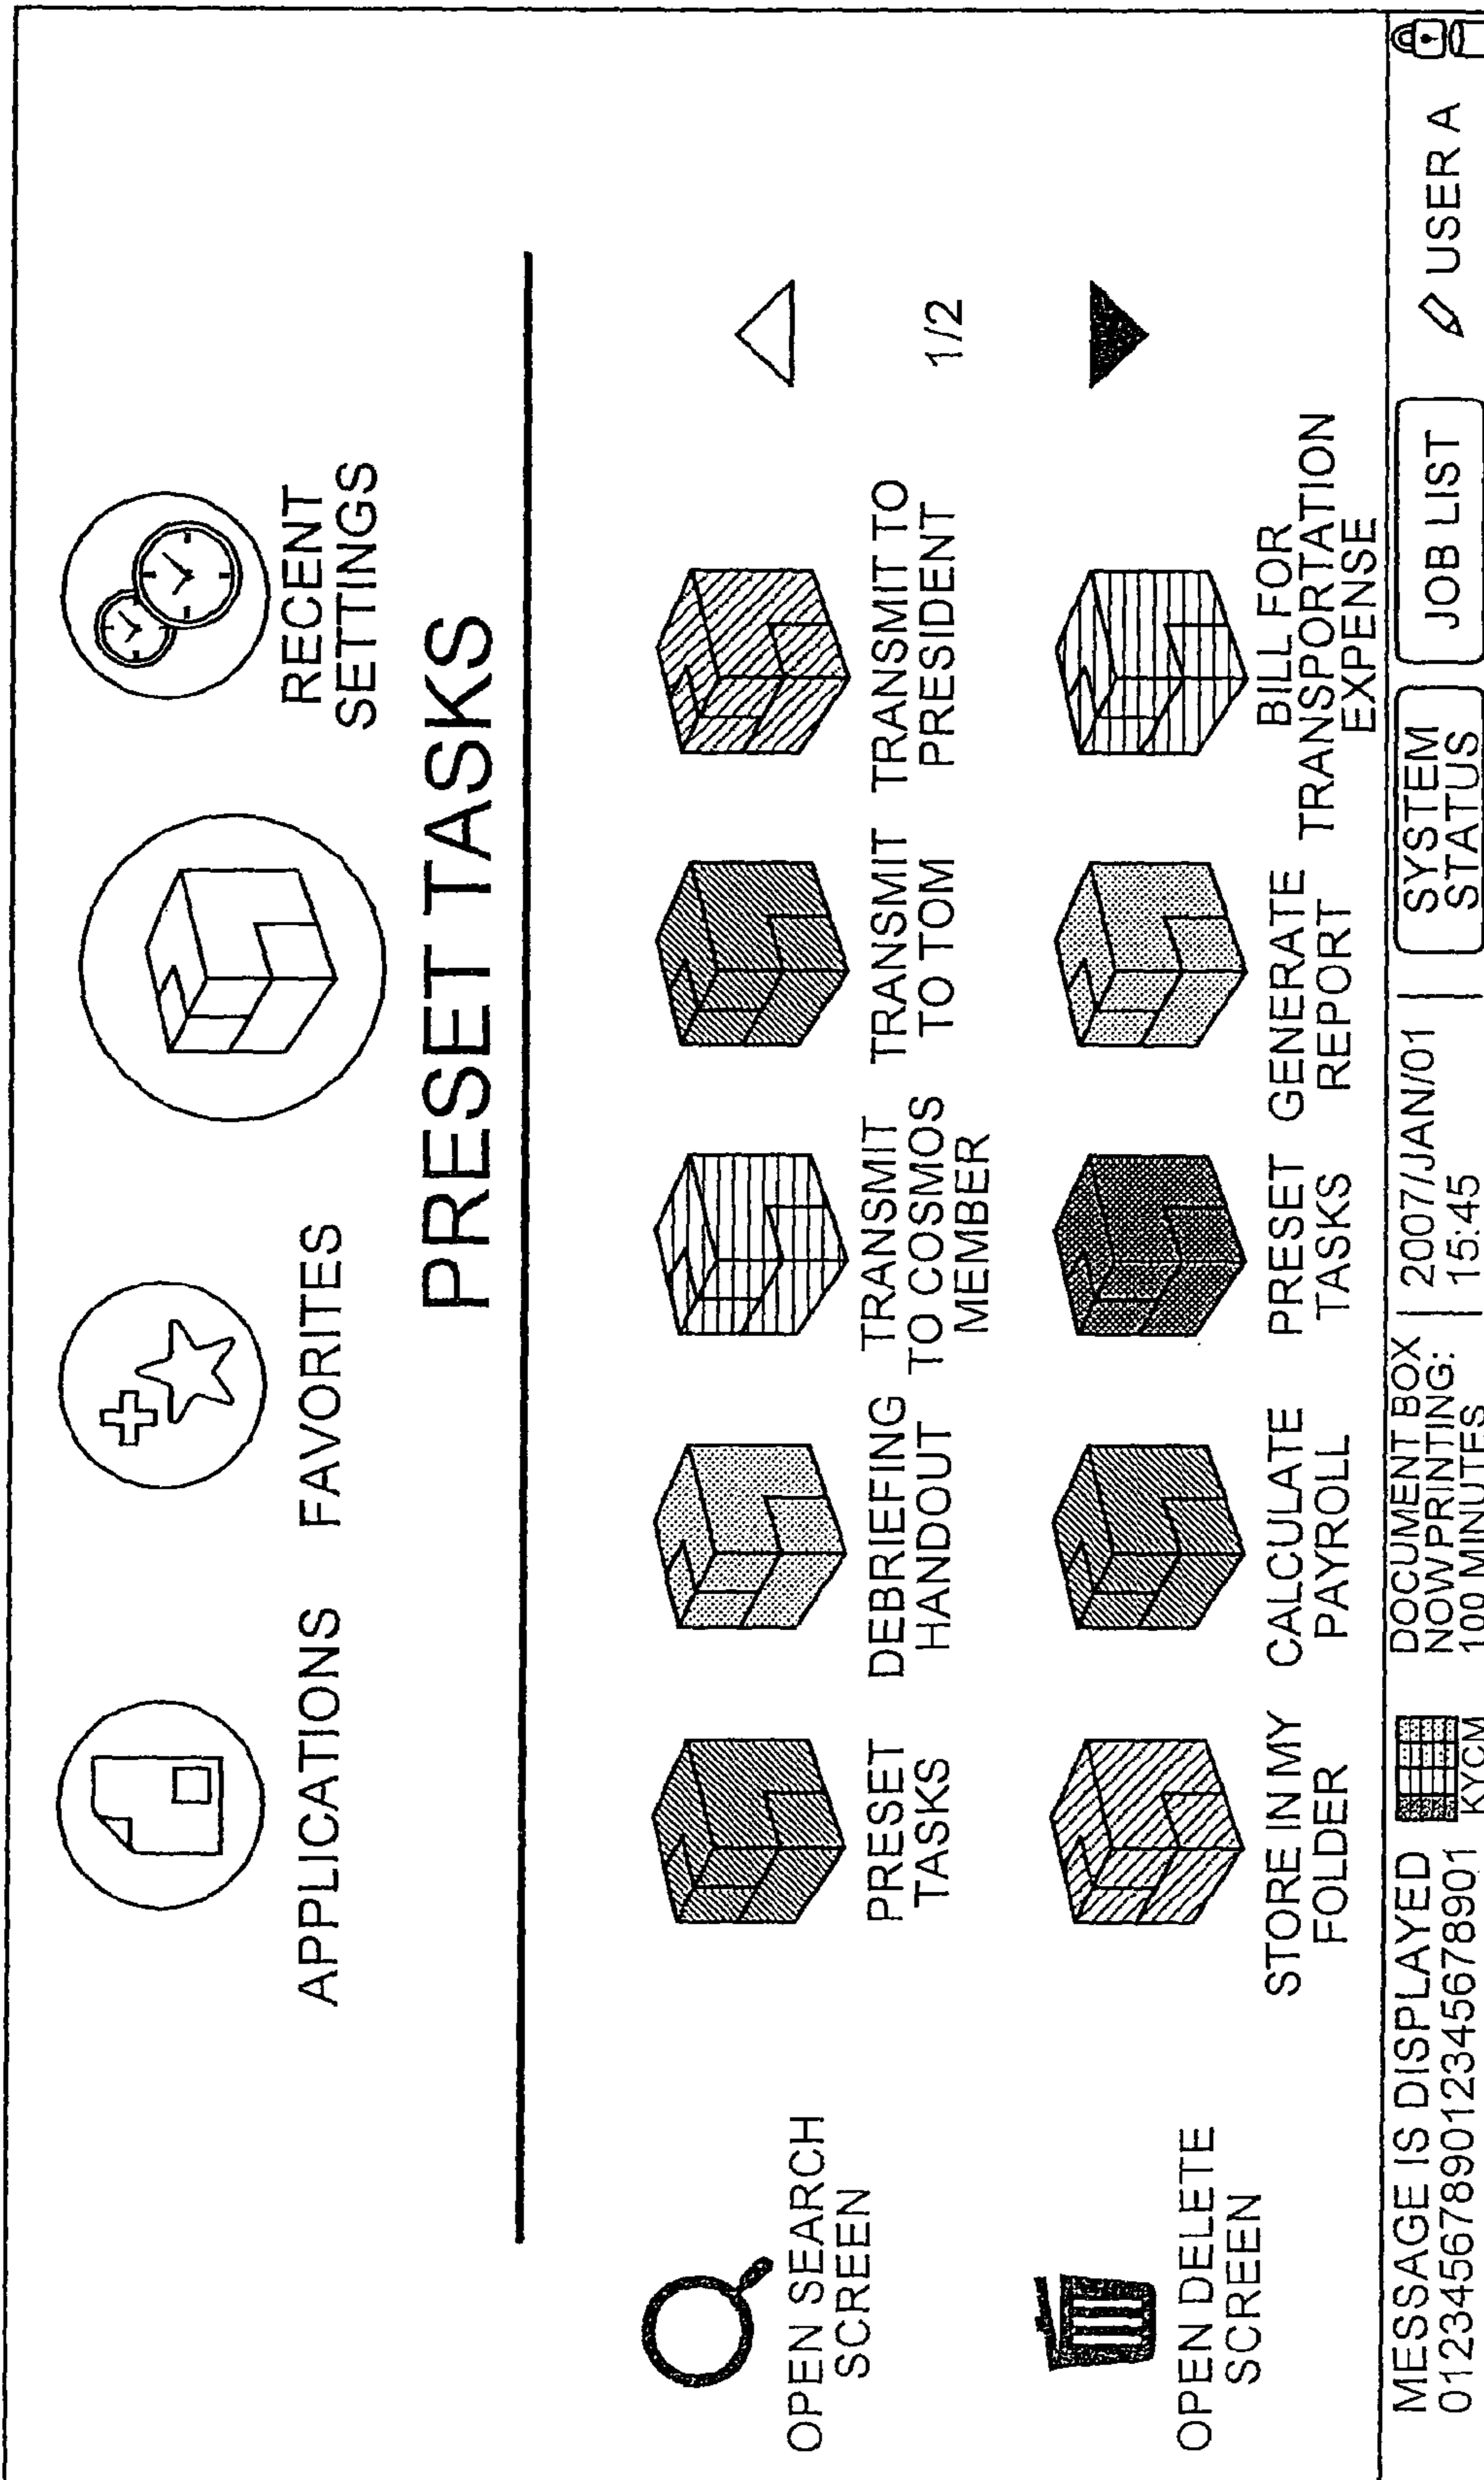 APPLICATIONS
FAVORITES
RECENT
SETTINGS
PRESET TASKS
OPEN SEARCH
SCREEN
PRESET
TASKS
DEBRIEFING
HANDOUT
TRANSMIT
TO COSMOS
MEMBER
TRANSMIT
TO TOM
TRANSMIT TO
PRESIDENT
1/2
OPEN DELETE
SCREEN
STORE IN MY
FOLDER
CALCULATE
PAYROLL
PRESET
TASKS
GENERATE
REPORT
BILL FOR
TRANSPORTATION
EXPENSE
MESSAGE IS DISPLAYED
0123456789012345678901
KYCM
DOCUMENT BOX
NOW PRINTING:
100 MINUTES
2007/JAN/01
15:45
SYSTEM
STATUS
JOB LIST
USER A